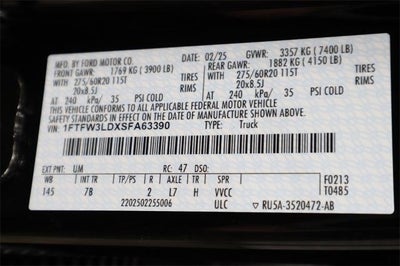 MFD. BY FORD MOTOR CO. 02/25 GVWR: 3357 KG (7400 LB)
FRONT GAWR: 1769 KG (3900 LB) REAR GAWR: 1882 KG (4150 LB)
WITH 275/60R20 115T TIRES WITH 275/60R20 115T TIRES
20x8.5J RIMS 20x8.5J RIMS
AT 240 kPa/ 35 PSI COLD AT 240 kPa/ 35 PSI COLD
THIS VEHICLE CONFORMS TO ALL APPLICABLE FEDERAL MOTOR VEHICLE
SAFETY STANDARDS IN EFFECT ON THE DATE OF MANUFACTURE SHOWN ABOVE.
VIN: 1FTFW3LDXSFA63390 TYPE: Truck
EXT PNT: UM RC: 47 DSO: F0213
WB TP/PS R AXLE TR SPR T0485
145 7B 2 L7 H VVCC
2202502255006 ULC RU5A-3520472-AB